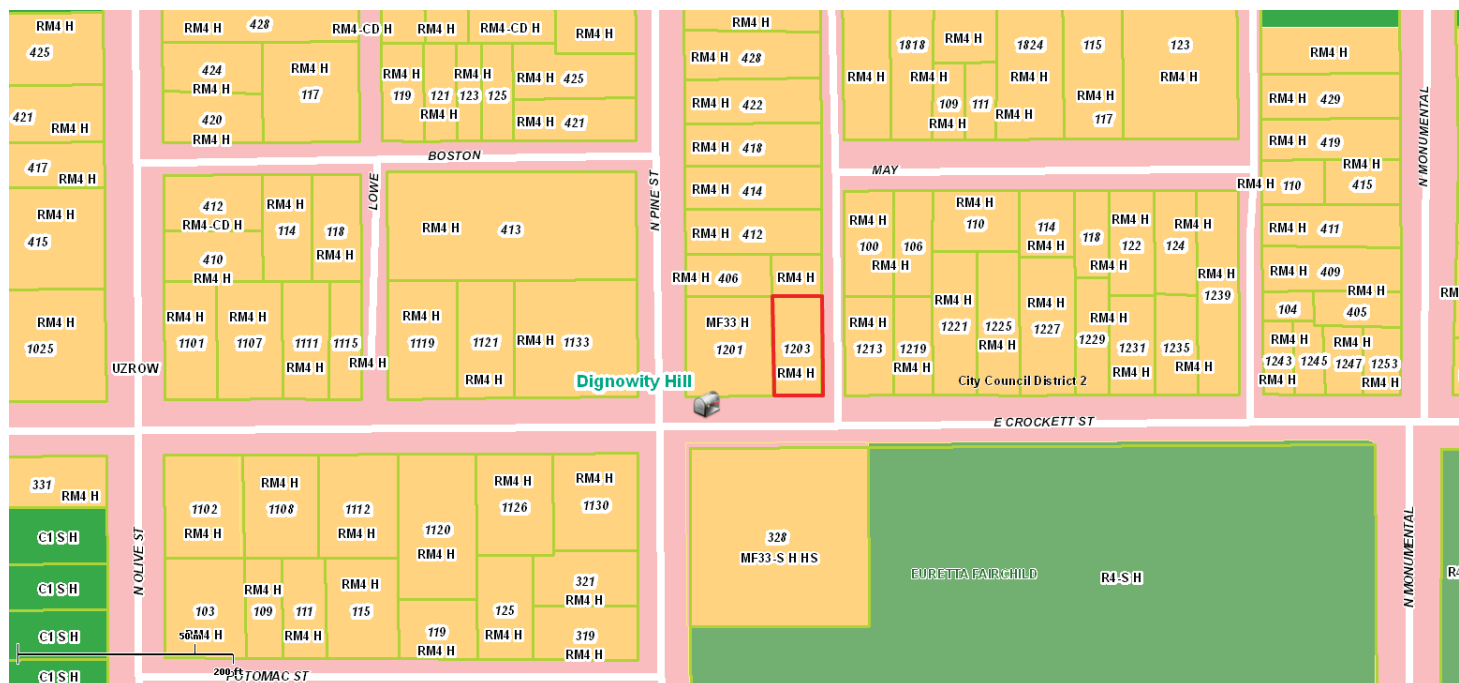 RM4 H
428
RM4-CD H
RM4 H
RM4-CD H
RM4 H
RM4 H
RM4 H
425
RM4 H
428
1818
RM4 H
1824
115
123
RM4 H
424
RM4 H
RM4 H
117
RM4 H
119
121
RM4 H
123
125
RM4 H
RM4 H 425
RM4 H
RM4 H
RM4 H
RM4 H
RM4 H
421
RM4 H
420
RM4 H
RM4 H 421
RM4 H 422
109
RM4 H
111
117
RM4 H 429
417
RM4 H
BOSTON
RM4 H 418
MAY
RM4 H 419
N MONUMENTAL
RM4 H
415
412
RM4-CD H
RM4 H
114
118
RM4 H
LOWE
RM4 H
413
N PINE ST
RM4 H 414
RM4 H
100
RM4 H
106
RM4 H
110
114
RM4 H
118
RM4 H
RM4 H
122
RM4 H
124
RM4 H 110
RM4 H
415
410
RM4 H
RM4 H 412
RM4 H 411
RM4 H 406
RM4 H
RM4 H
1239
RM4 H 409
RM4 H
1025
RM4 H
1101
RM4 H
1107
1111
RM4 H
1115
RM4 H
RM4 H
1119
1121
RM4 H
RM4 H 1133
MF33 H
1201
1203
RM4 H
RM4 H
1213
1219
RM4 H
RM4 H
1221
1225
RM4 H
RM4 H
1227
RM4 H
1229
1231
RM4 H
1235
RM4 H
104
RM4 H
405
RM4 H
1243
RM4 H
1245
RM4 H
1247
1253
RM4 H
UZROW
Dignowity Hill
City Council District 2
E CROCKETT ST
331
RM4 H
1102
RM4 H
RM4 H
1108
1112
RM4 H
1120
RM4 H
RM4 H
1126
RM4 H
1130
C1 S H
C1 S H
C1 S H
C1 S H
N OLIVE ST
328
MF33-S H HS
EURETTA FAIRCHILD
R4-S H
N MONUMENTAL
103
RM4 H
RM4 H
109
111
RM4 H
RM4 H
115
119
RM4 H
125
RM4 H
321
RM4 H
319
RM4 H
200 ft
POTOMAC ST